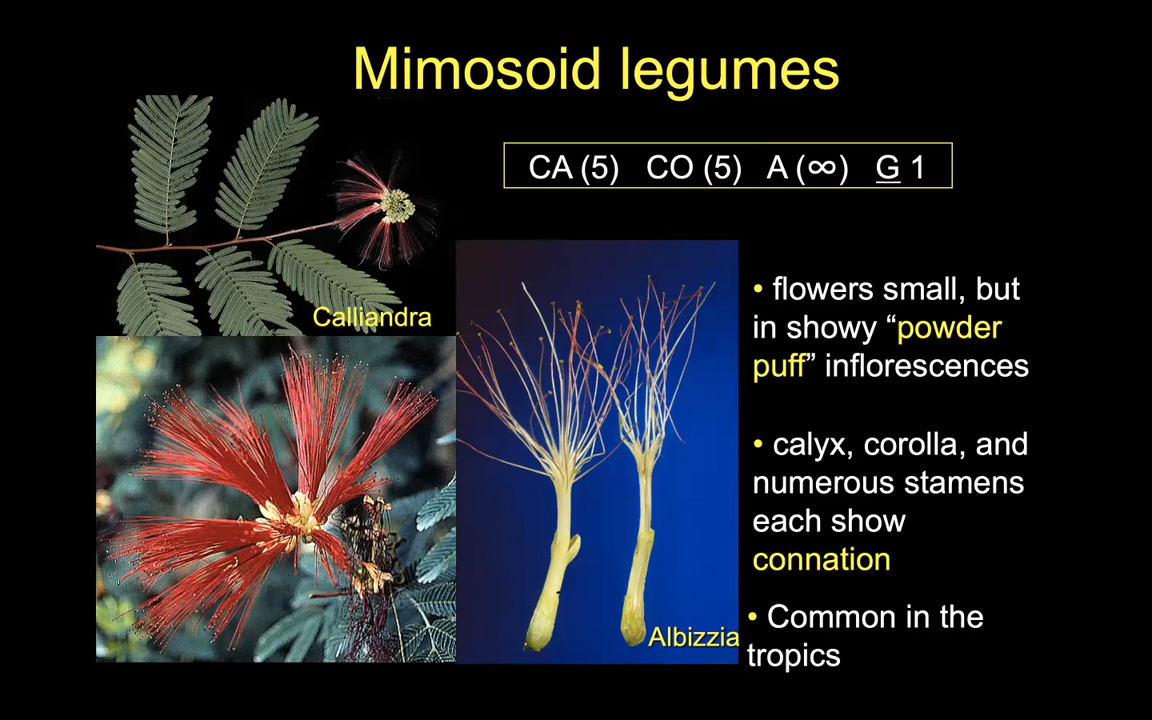 Mimosoid legumes
CA (5) CO (5) A (∞) G 1
Calliandra
• flowers small, but
in showy “powder
puff” inflorescences
• calyx, corolla, and
numerous stamens
each show
connation
Albizzia
• Common in the
tropics